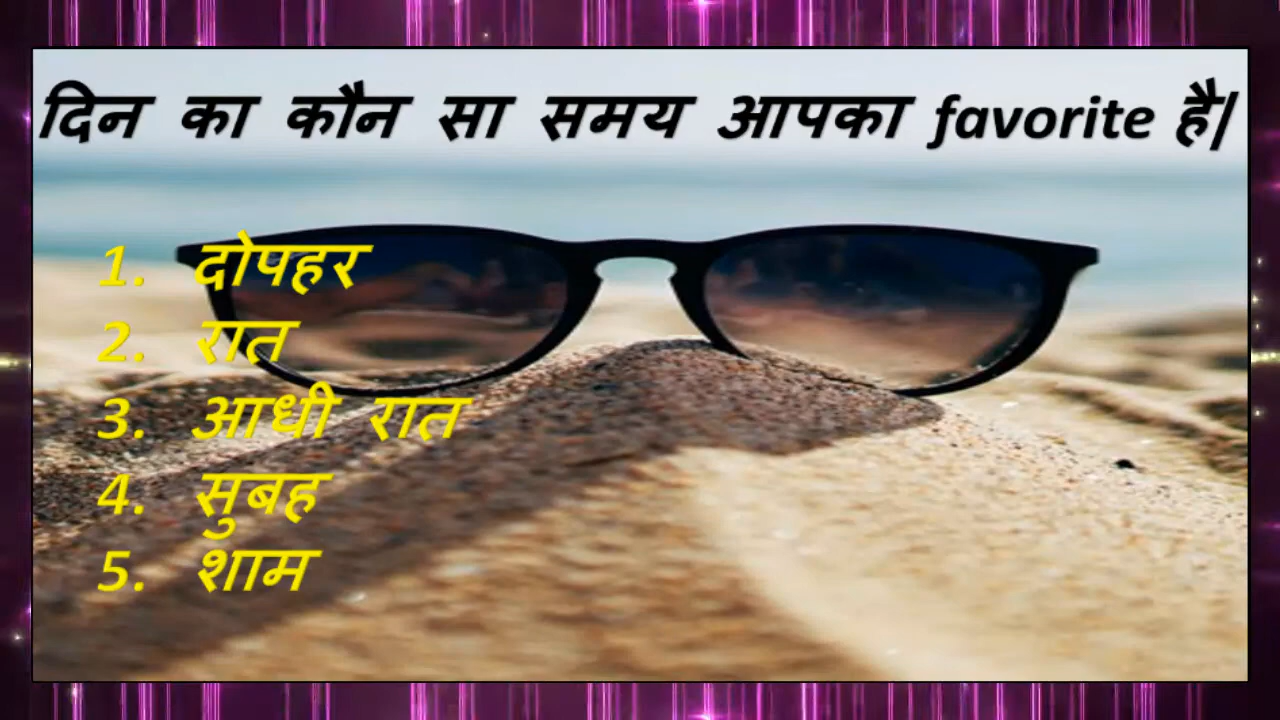 दिन का कौन सा समय आपका favorite है|
1. दोपहर
2. रात
3. आधी रात
4. सुबह
5. शाम